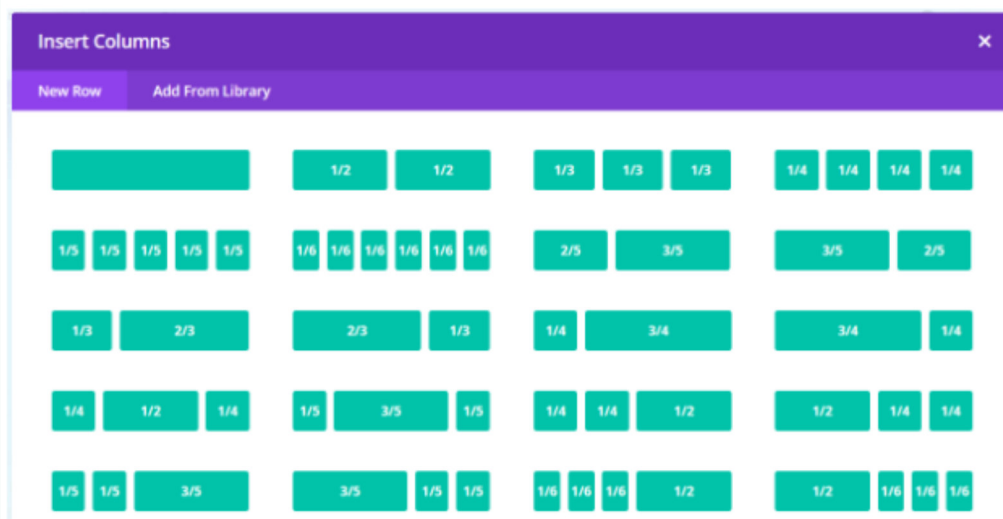 Insert Columns ×
New Row Add From Library
1/2 1/2 1/3 1/3 1/3 1/4 1/4 1/4 1/4
1/5 1/5 1/5 1/5 1/5 1/6 1/6 1/6 1/6 1/6 1/6 2/5 3/5 3/5 2/5
1/3 2/3 2/3 1/3 1/4 3/4 3/4 1/4
1/4 1/2 1/4 1/5 3/5 1/5 1/4 1/4 1/2 1/2 1/4 1/4
1/5 1/5 3/5 3/5 1/5 1/5 1/6 1/6 1/6 1/2 1/2 1/6 1/6 1/6